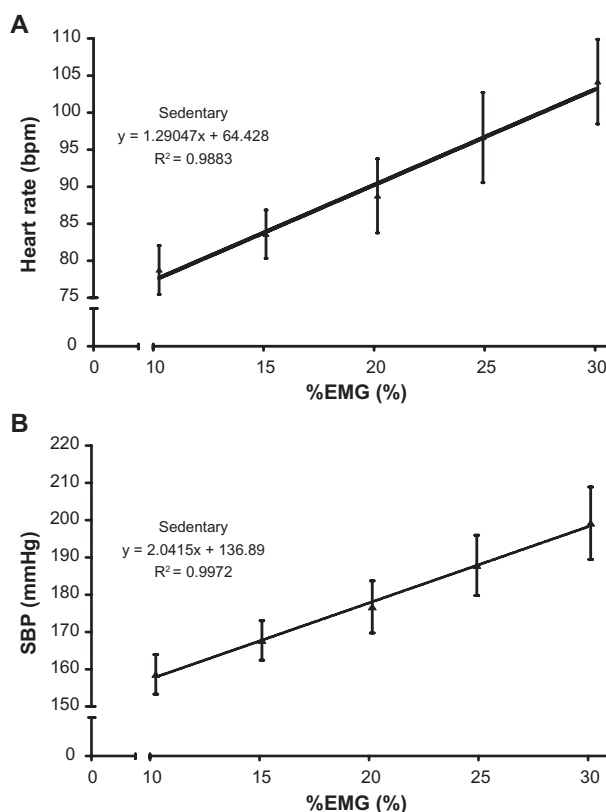 A
Heart rate (bpm)
110
105
100
95
90
85
80
75
0
Sedentary
y = 1.29047x + 64.428
R² = 0.9883
0 10 15 20 25 30
%EMG (%)
B
SBP (mmHg)
220
210
200
190
180
170
160
150
0
Sedentary
y = 2.0415x + 136.89
R² = 0.9972
0 10 15 20 25 30
%EMG (%)